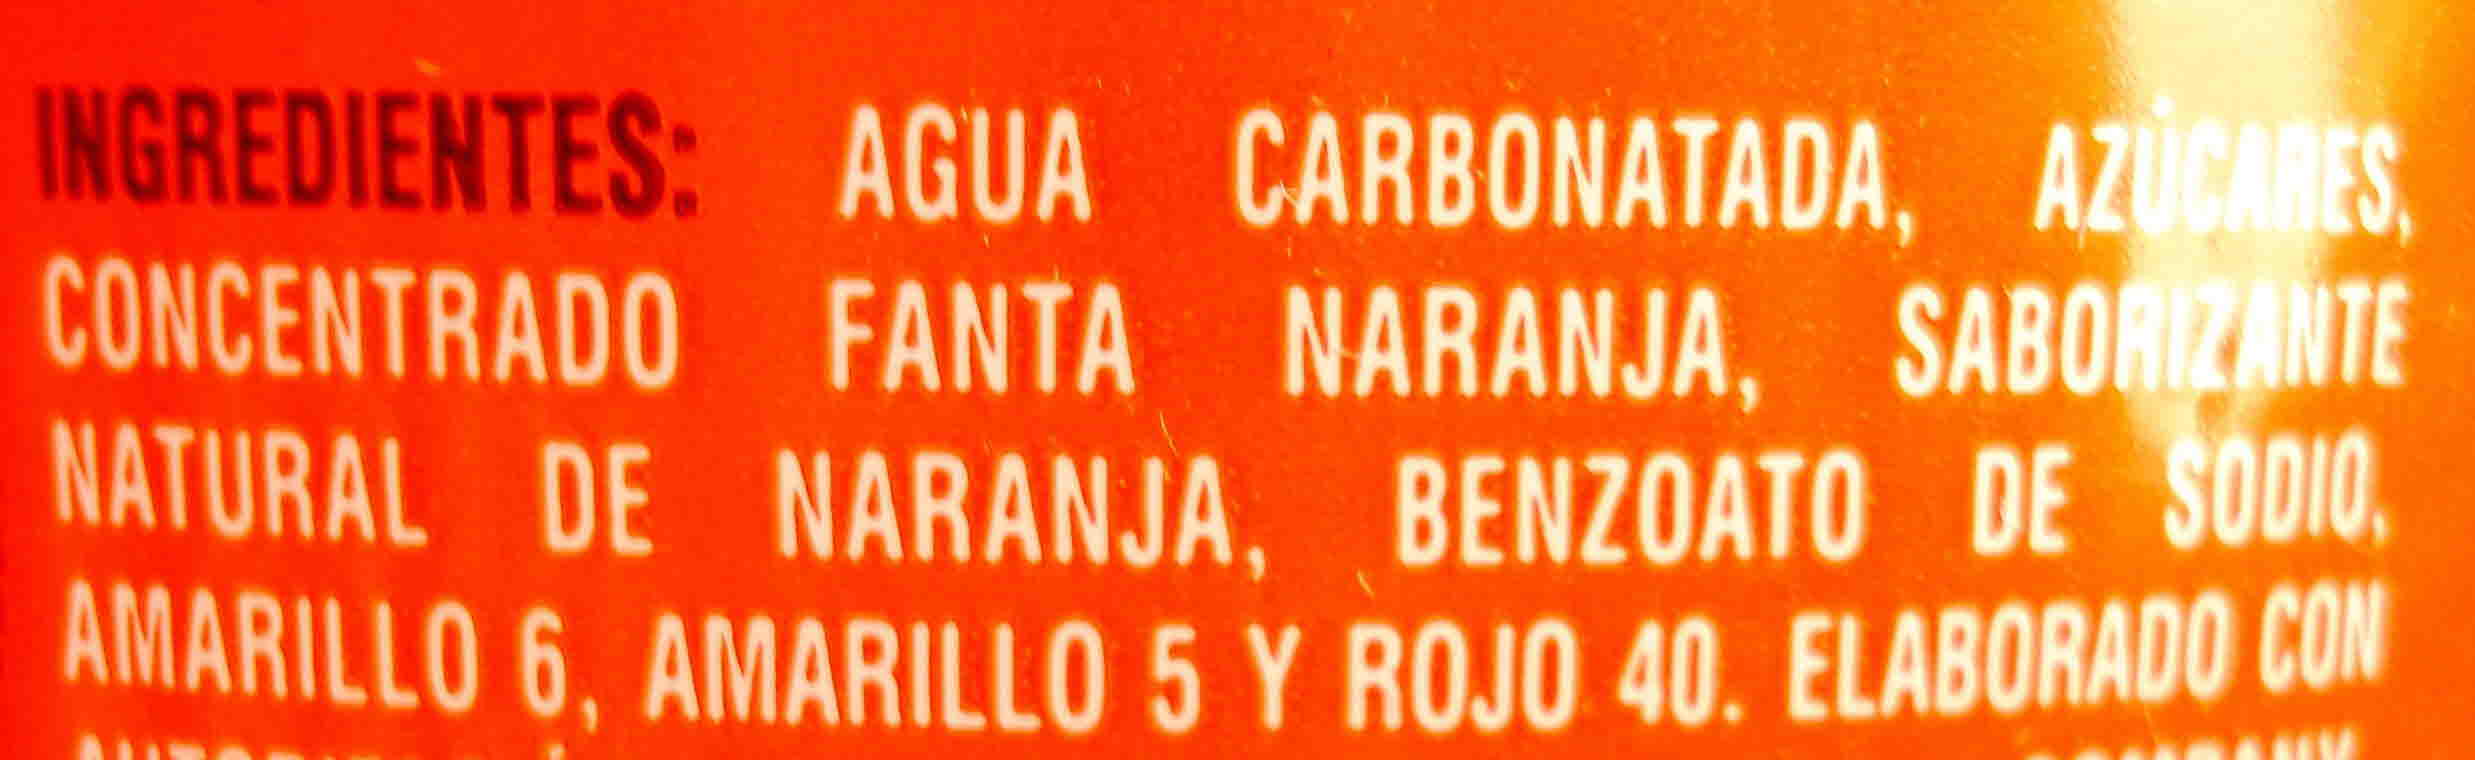 INGREDIENTES: AGUA CARBONATADA, AZÚCARES,
CONCENTRADO FANTA NARANJA, SABORIZANTE
NATURAL DE NARANJA, BENZOATO DE SODIO,
AMARILLO 6, AMARILLO 5 Y ROJO 40. ELABORADO CON
COMPANY